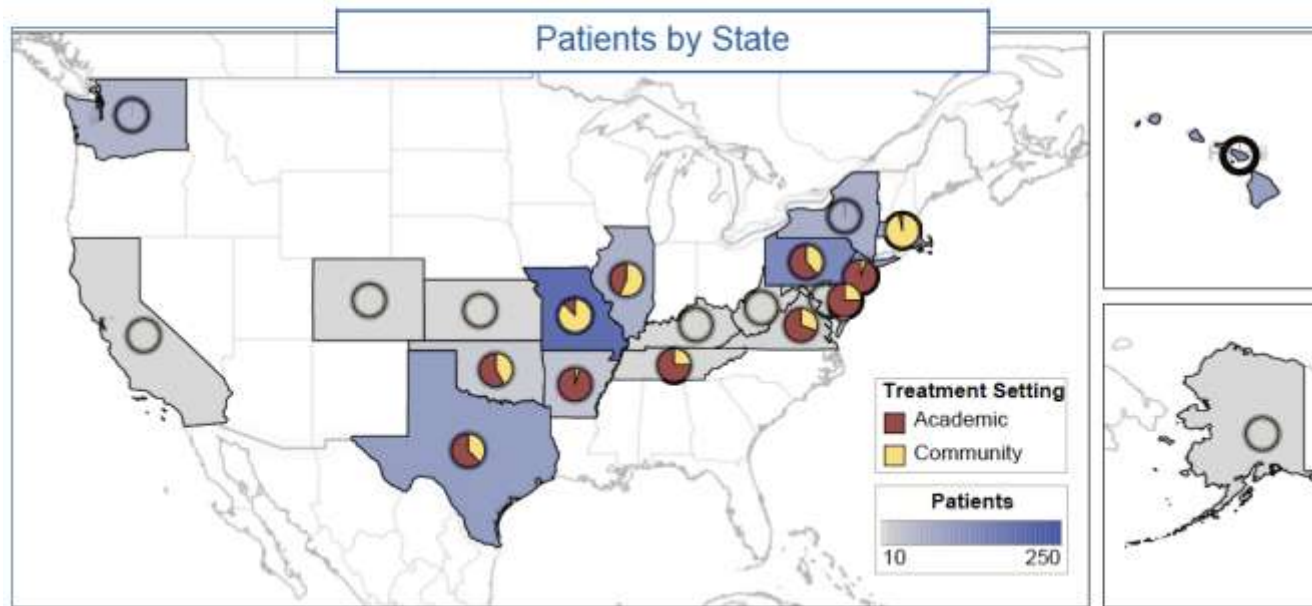 Patients by State
Treatment Setting
Academic
Community
Patients
10 250